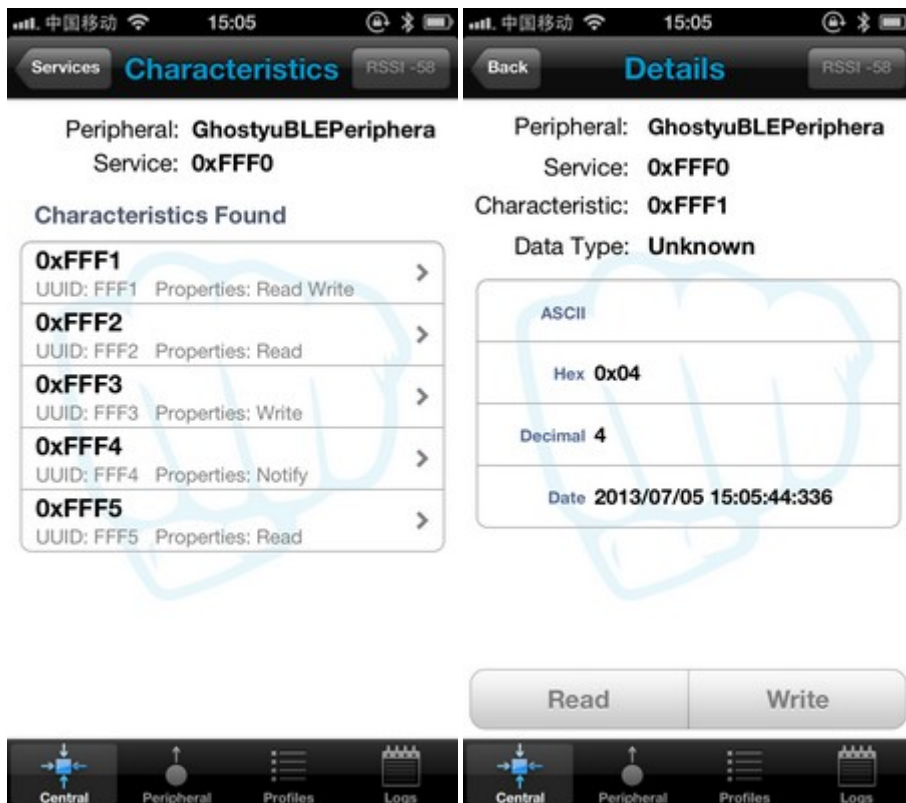 中国移动 15:05
Services Characteristics RSSI -58
Peripheral: GhostyuBLEPeriphera
Service: 0xFFF0
Characteristics Found
0xFFF1
UUID: FFF1 Properties: Read Write
0xFFF2
UUID: FFF2 Properties: Read
0xFFF3
UUID: FFF3 Properties: Write
0xFFF4
UUID: FFF4 Properties: Notify
0xFFF5
UUID: FFF5 Properties: Read
Central Peripheral Profiles Logs
中国移动 15:05
Back Details RSSI -58
Peripheral: GhostyuBLEPeriphera
Service: 0xFFF0
Characteristic: 0xFFF1
Data Type: Unknown
ASCII
Hex 0x04
Decimal 4
Date 2013/07/05 15:05:44:336
Read Write
Central Peripheral Profiles Logs